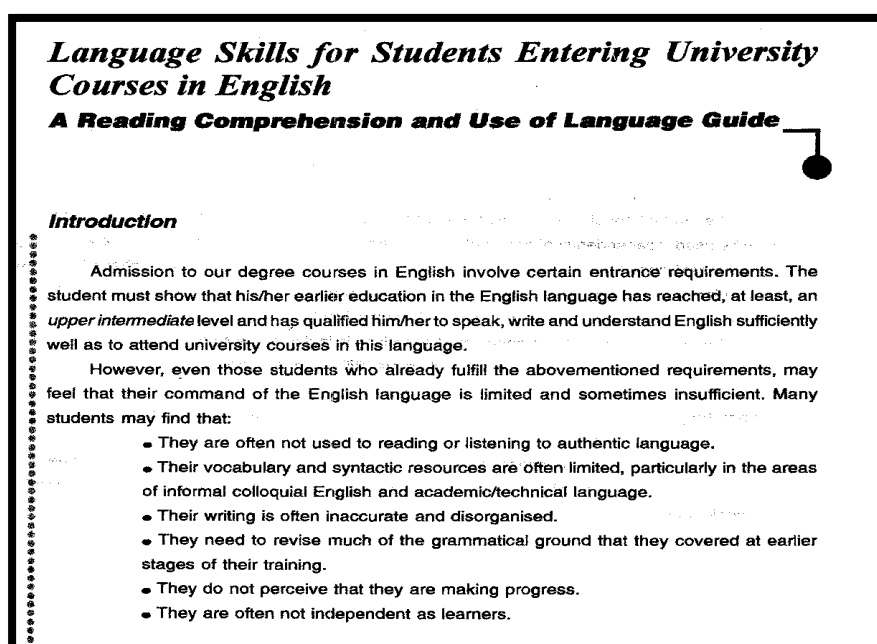 Language Skills for Students Entering University
Courses in English
A Reading Comprehension and Use of Language Guide
Introduction
Admission to our degree courses in English involve certain entrance requirements. The
student must show that his/her earlier education in the English language has reached, at least, an
upper intermediate level and has qualified him/her to speak, write and understand English sufficiently
well as to attend university courses in this language.
However, even those students who already fulfill the abovementioned requirements, may
feel that their command of the English language is limited and sometimes insufficient. Many
students may find that:
• They are often not used to reading or listening to authentic language.
• Their vocabulary and syntactic resources are often limited, particularly in the areas
of informal colloquial English and academic/technical language.
• Their writing is often inaccurate and disorganised.
• They need to revise much of the grammatical ground that they covered at earlier
stages of their training.
• They do not perceive that they are making progress.
• They are often not independent as learners.